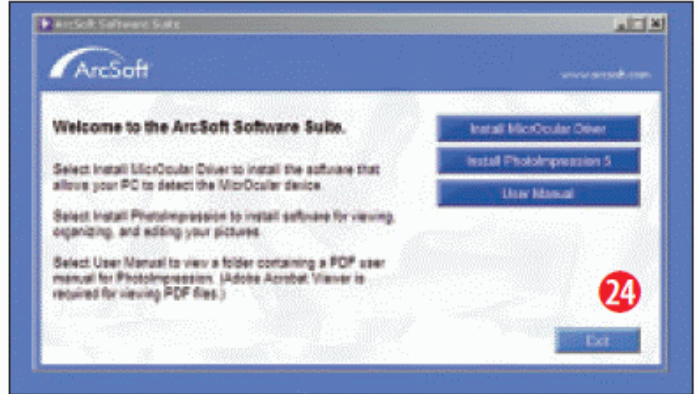 ArcSoft Software Suite
ArcSoft
www.arcsoft.com
Welcome to the ArcSoft Software Suite.
Select Install MicrOcular Driver to install the software that
allows your PC to detect the MicrOcular device.
Select Install PhotoImpression to install software for viewing,
organizing, and editing your pictures.
Select User Manual to view a folder containing a PDF user
manual for PhotoImpression. (Adobe Acrobat Viewer is
required for viewing PDF files.)
Install MicrOcular Driver
Install PhotoImpression 5
User Manual
24
Exit